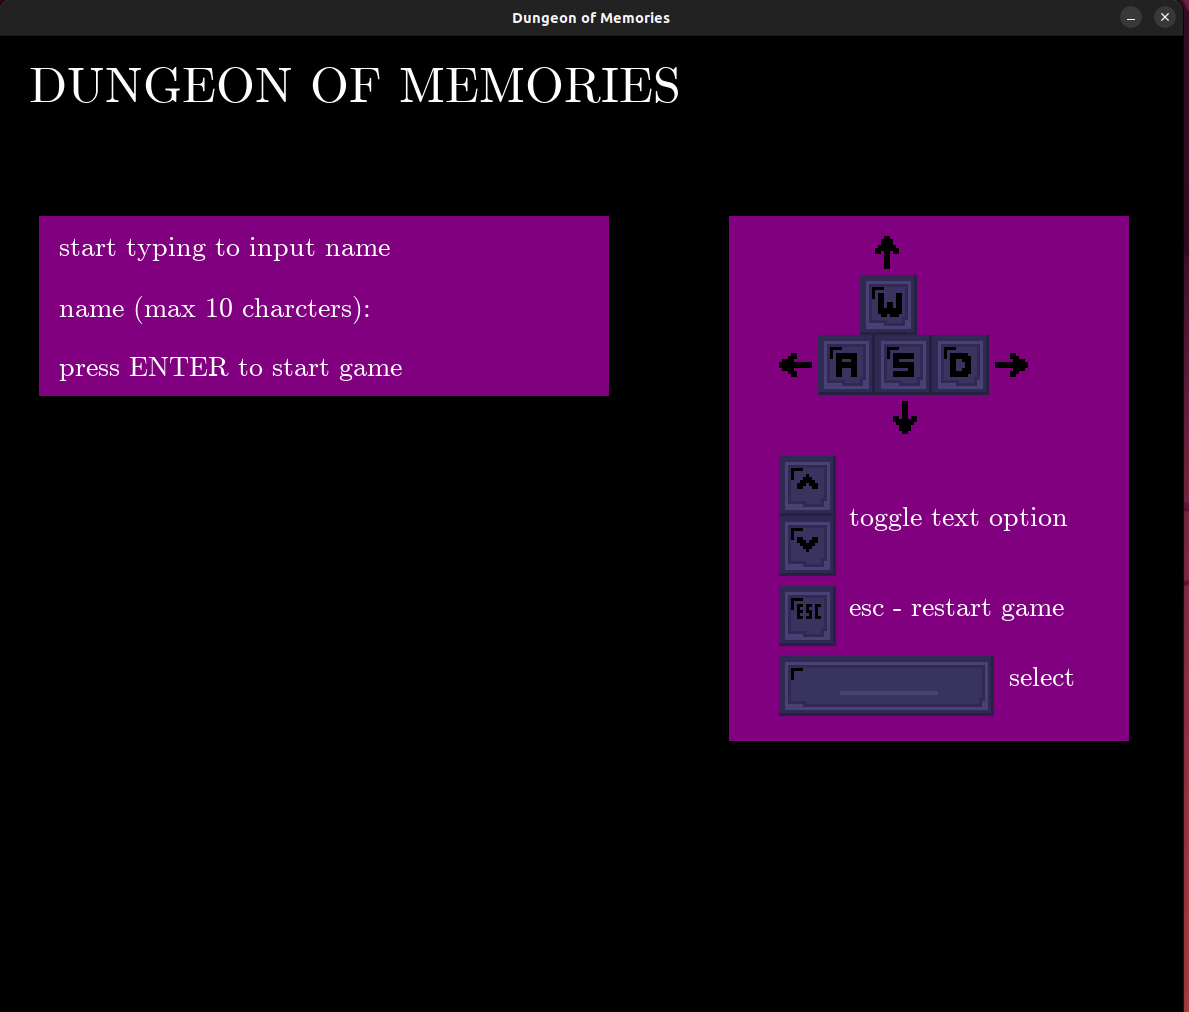 Dungeon of Memories
DUNGEON OF MEMORIES
start typing to input name
name (max 10 charcters):
press ENTER to start game
W
A S D
toggle text option
ESC
esc - restart game
select